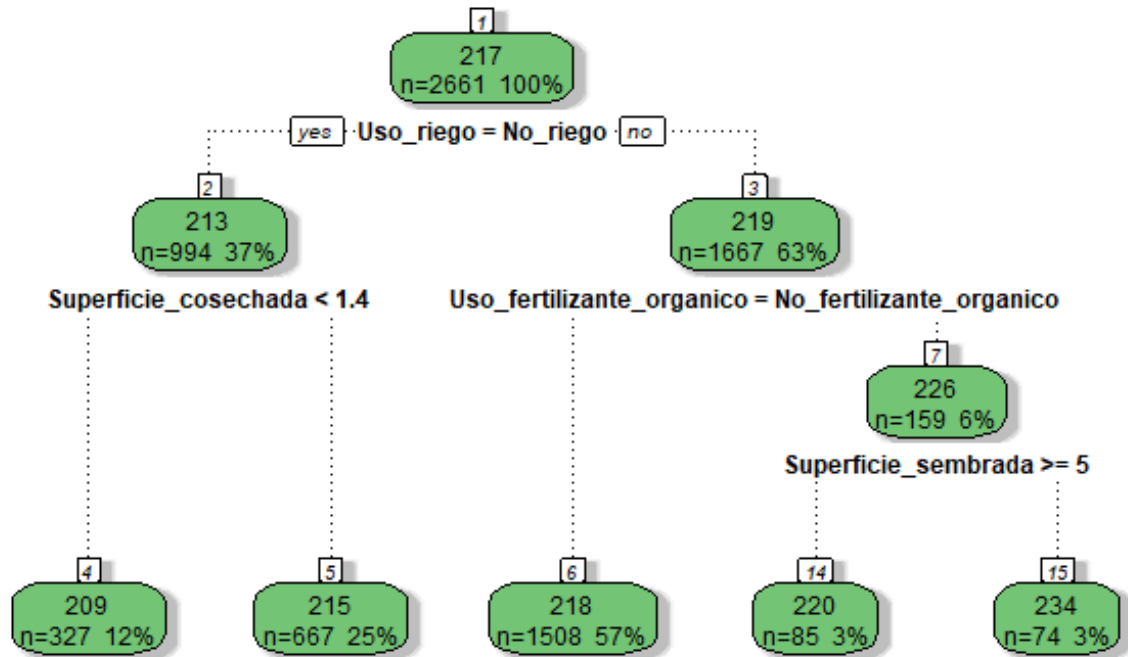 1
217
n=2661 100%
yes Uso_riego = No_riego no
2
213
n=994 37%
3
219
n=1667 63%
Superficie_cosechada < 1.4
Uso_fertilizante_organico = No_fertilizante_organico
7
226
n=159 6%
Superficie_sembrada >= 5
4
209
n=327 12%
5
215
n=667 25%
6
218
n=1508 57%
14
220
n=85 3%
15
234
n=74 3%